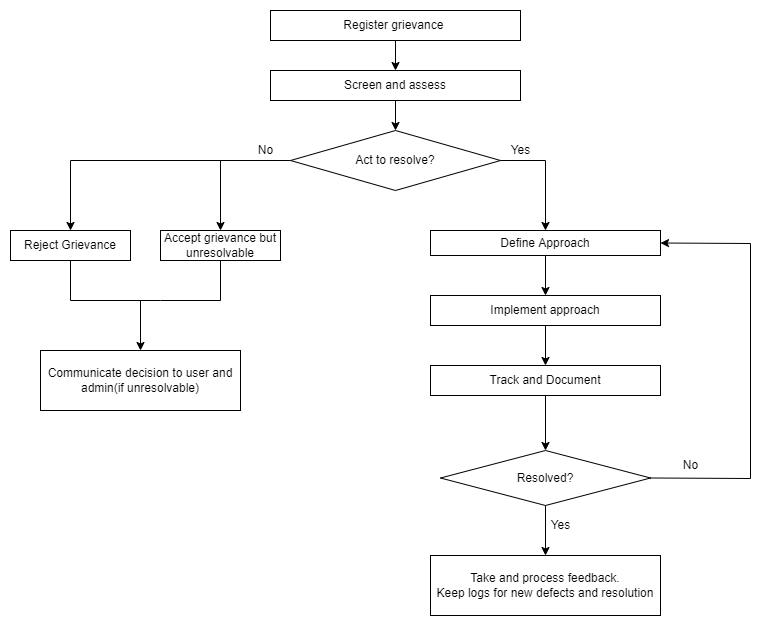 Register grievance
Screen and assess
Act to resolve?
No
Yes
Reject Grievance
Accept grievance but
unresolvable
Communicate decision to user and
admin(if unresolvable)
Define Approach
Implement approach
Track and Document
Resolved?
No
Yes
Take and process feedback.
Keep logs for new defects and resolution